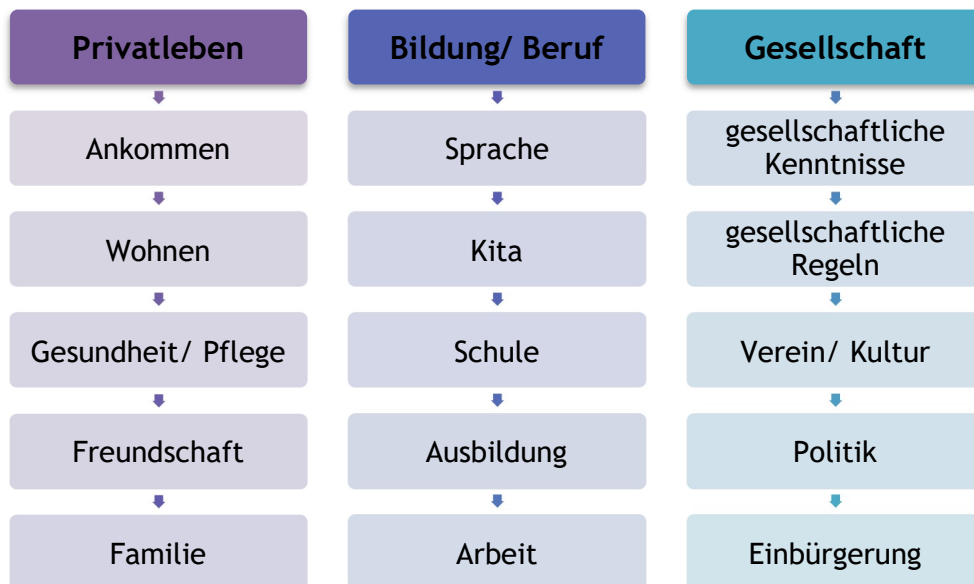 Privatleben
Ankommen
Wohnen
Gesundheit/ Pflege
Freundschaft
Familie
Bildung/ Beruf
Sprache
Kita
Schule
Ausbildung
Arbeit
Gesellschaft
gesellschaftliche
Kenntnisse
gesellschaftliche
Regeln
Verein/ Kultur
Politik
Einbürgerung